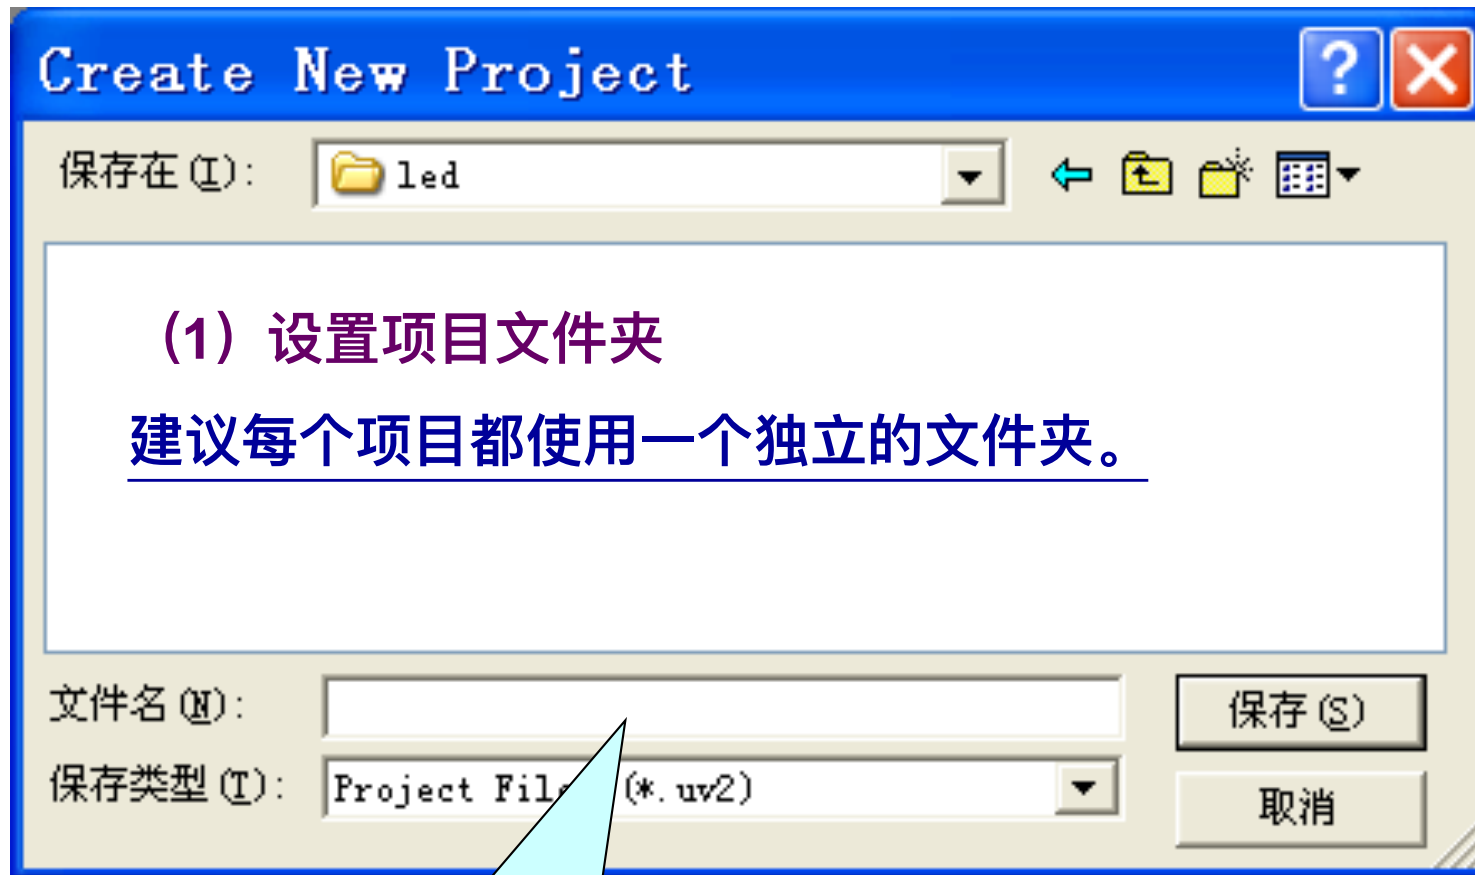 Create New Project
保存在(I):
led
（1）设置项目文件夹
建议每个项目都使用一个独立的文件夹。
文件名(N):
保存(S)
保存类型(T):
Project Fil (*.uv2)
取消